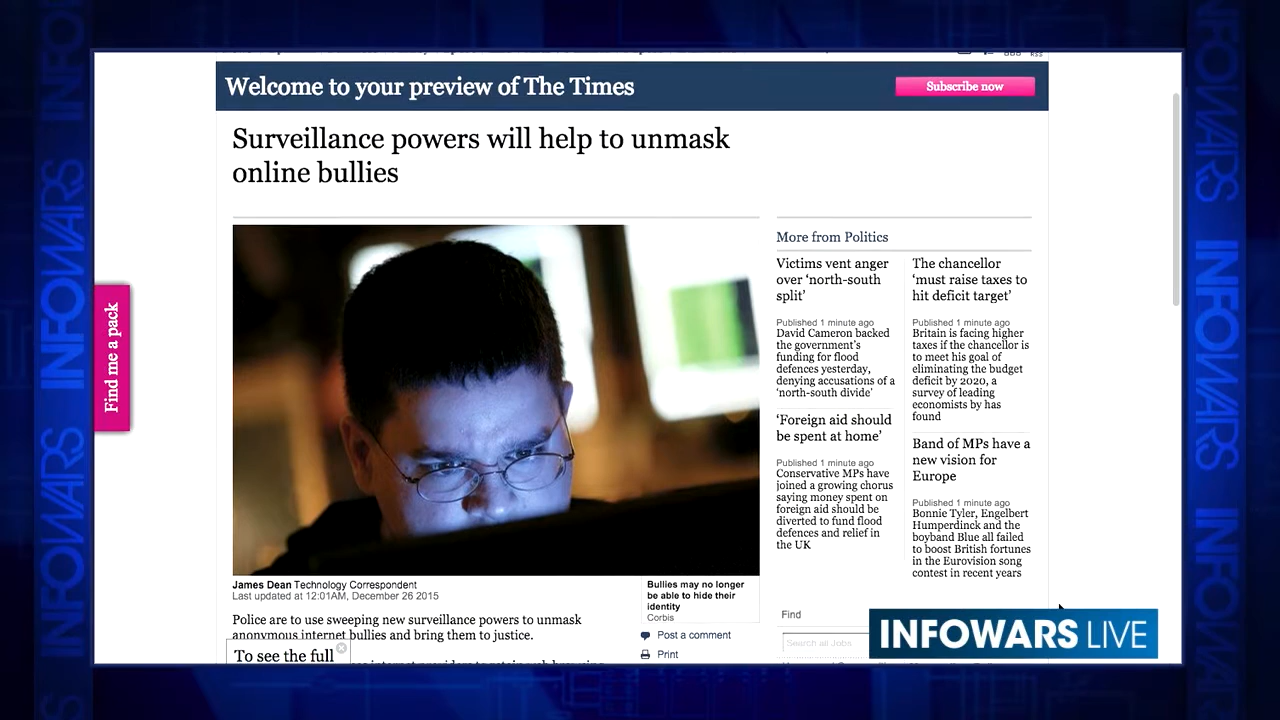 Welcome to your preview of The Times
Subscribe now
Surveillance powers will help to unmask
online bullies
Find me a pack
More from Politics
Victims vent anger
over ‘north-south
split’
Published 1 minute ago
David Cameron backed
the government’s
funding for flood
defences yesterday,
denying accusations of a
‘north-south divide’
‘Foreign aid should
be spent at home’
Published 1 minute ago
Conservative MPs have
joined a growing chorus
saying money spent on
foreign aid should be
diverted to fund flood
defences and relief in
the UK
The chancellor
‘must raise taxes to
hit deficit target’
Published 1 minute ago
Britain is facing higher
taxes if the chancellor is
to meet his goal of
eliminating the budget
deficit by 2020, a
survey of leading
economists by has
found
Band of MPs have a
new vision for
Europe
Published 1 minute ago
Bonnie Tyler, Engelbert
Humperdinck and the
boyband Blue all failed
to boost British fortunes
in the Eurovision song
contest in recent years
James Dean Technology Correspondent
Last updated at 12:01AM, December 26 2015
Police are to use sweeping new surveillance powers to unmask
anonymous internet bullies and bring them to justice.
To see the full
Bullies may no longer
be able to hide their
identity
Corbis
Post a comment
Print
Find
Search all Jobs
INFOWARS LIVE
INFOWARS
INFOWARS
INFOWARS
INFOWARS